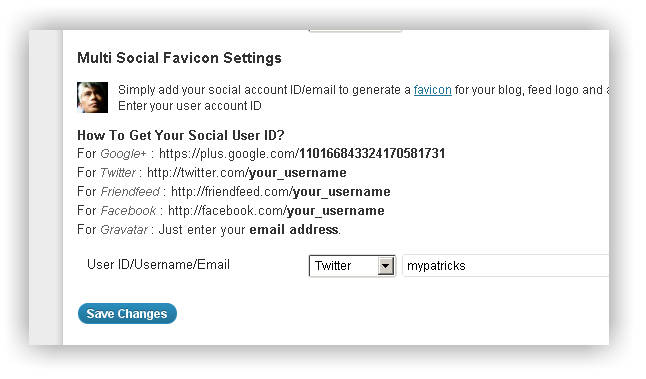 Multi Social Favicon Settings
Simply add your social account ID/email to generate a favicon for your blog, feed logo and
Enter your user account ID
How To Get Your Social User ID?
For Google+ : https://plus.google.com/110166843324170581731
For Twitter : http://twitter.com/your_username
For Friendfeed : http://friendfeed.com/your_username
For Facebook : http://facebook.com/your_username
For Gravatar : Just enter your email address.
User ID/Username/Email Twitter mypatricks
Save Changes